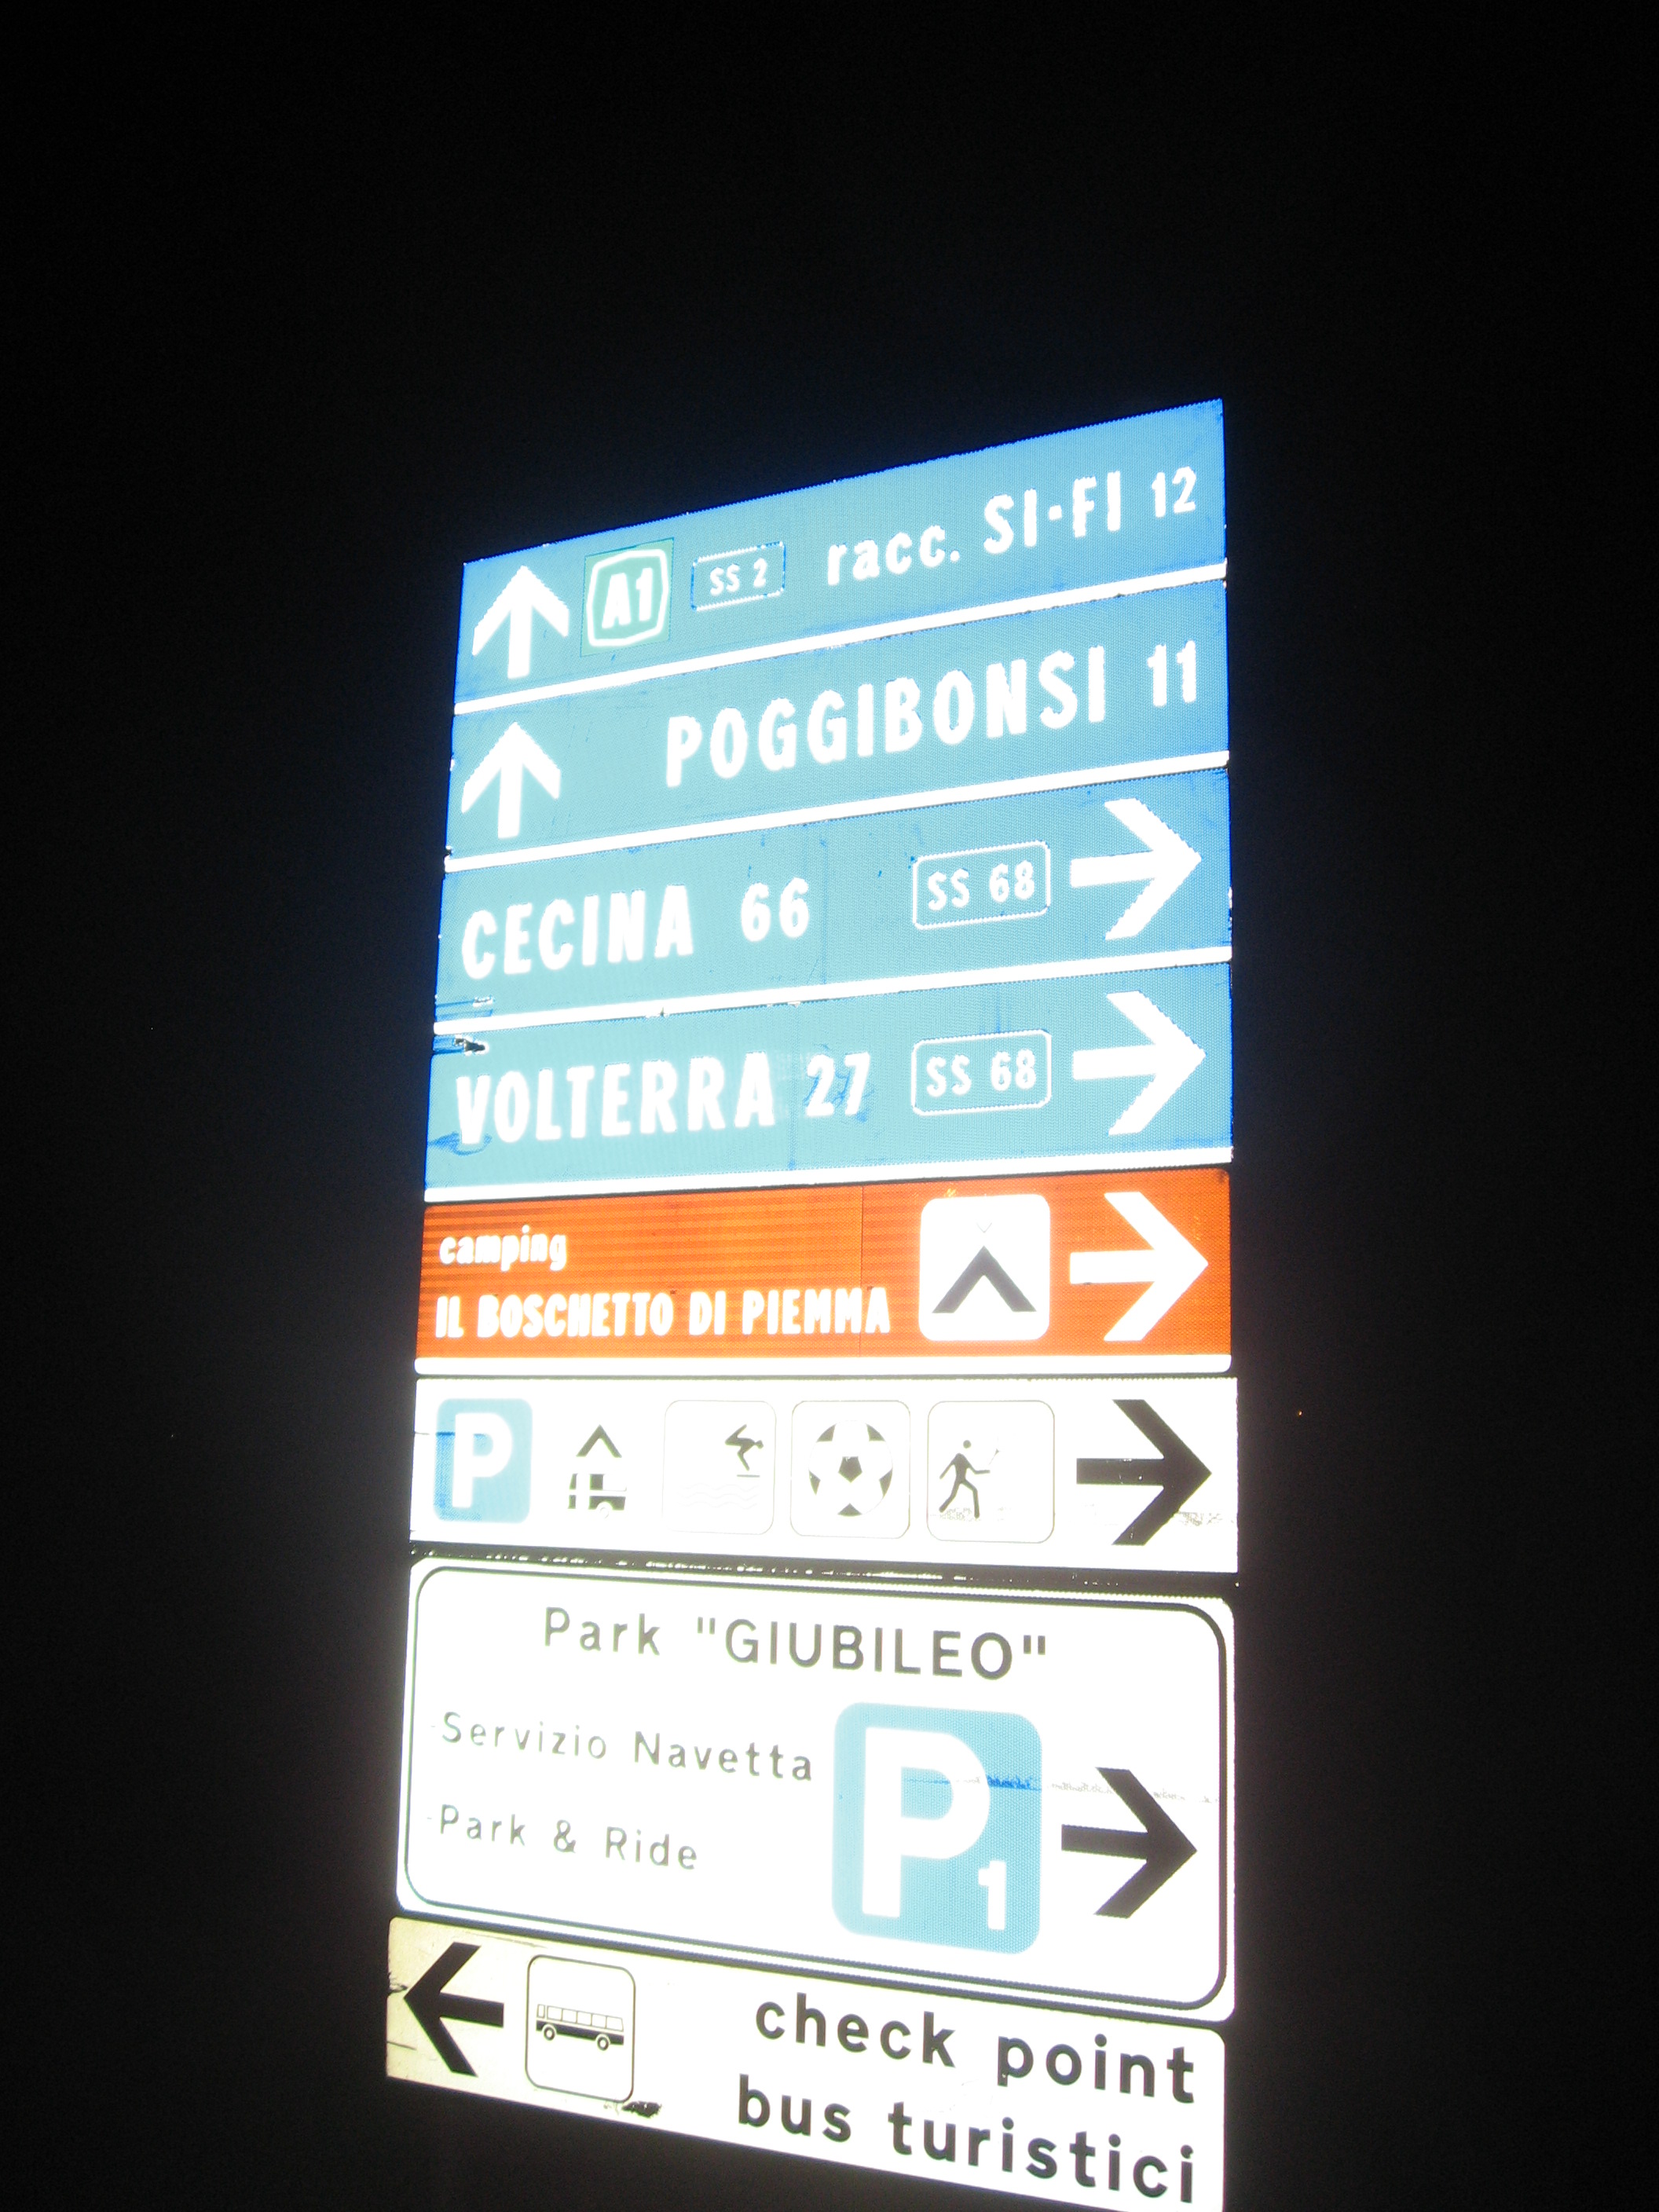 A1 SS 2 racc. SI-FI 12
POGGIBONSI 11
CECINA 66 SS 68
VOLTERRA 27 SS 68
camping
IL BOSCHETTO DI PIEMMA
P
Park "GIUBILEO"
-Servizio Navetta
-Park & Ride
P1
check point
bus turistici